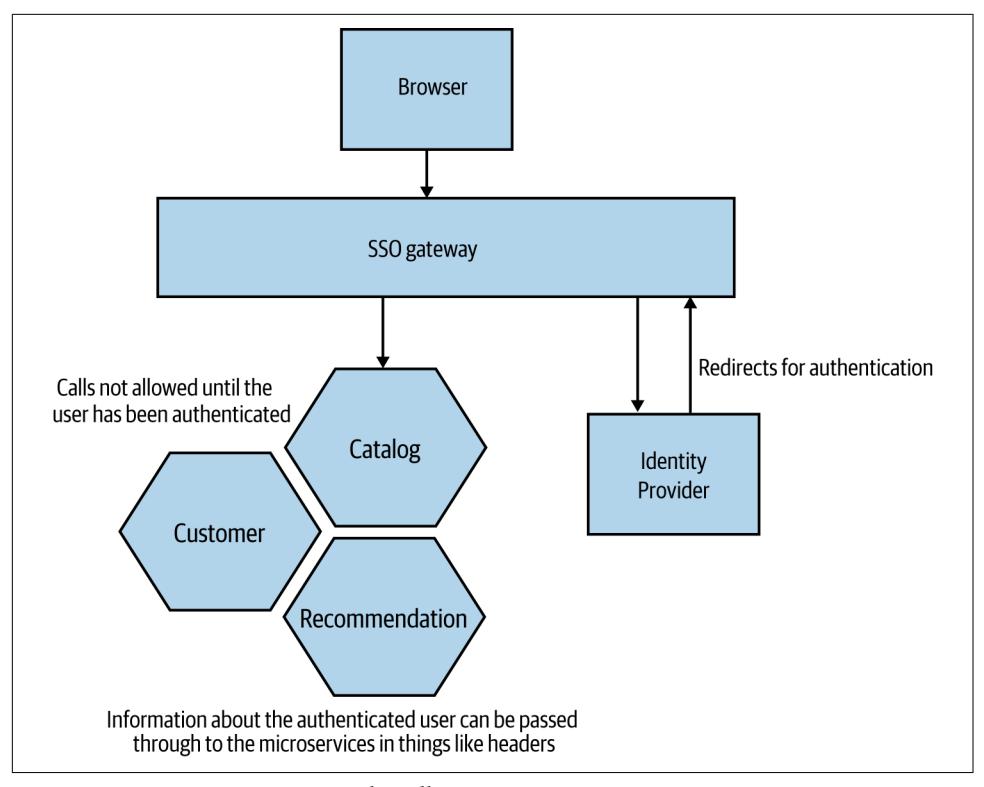 Browser
SSO gateway
Redirects for authentication
Calls not allowed until the
user has been authenticated
Catalog
Identity
Provider
Customer
Recommendation
Information about the authenticated user can be passed
through to the microservices in things like headers